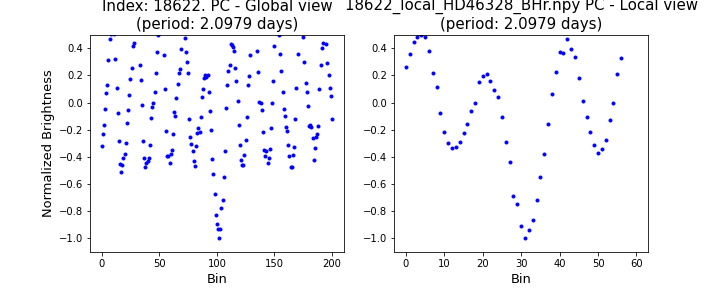 Index: 18622. PC - Global view
(period: 2.0979 days)
18622_local_HD46328_BHr.npy PC - Local view
(period: 2.0979 days)
Normalized Brightness
0.4
0.2
0.0
−0.2
−0.4
−0.6
−0.8
−1.0
0 50 100 150 200
Bin
0.4
0.2
0.0
−0.2
−0.4
−0.6
−0.8
−1.0
0 20 40 60
Bin